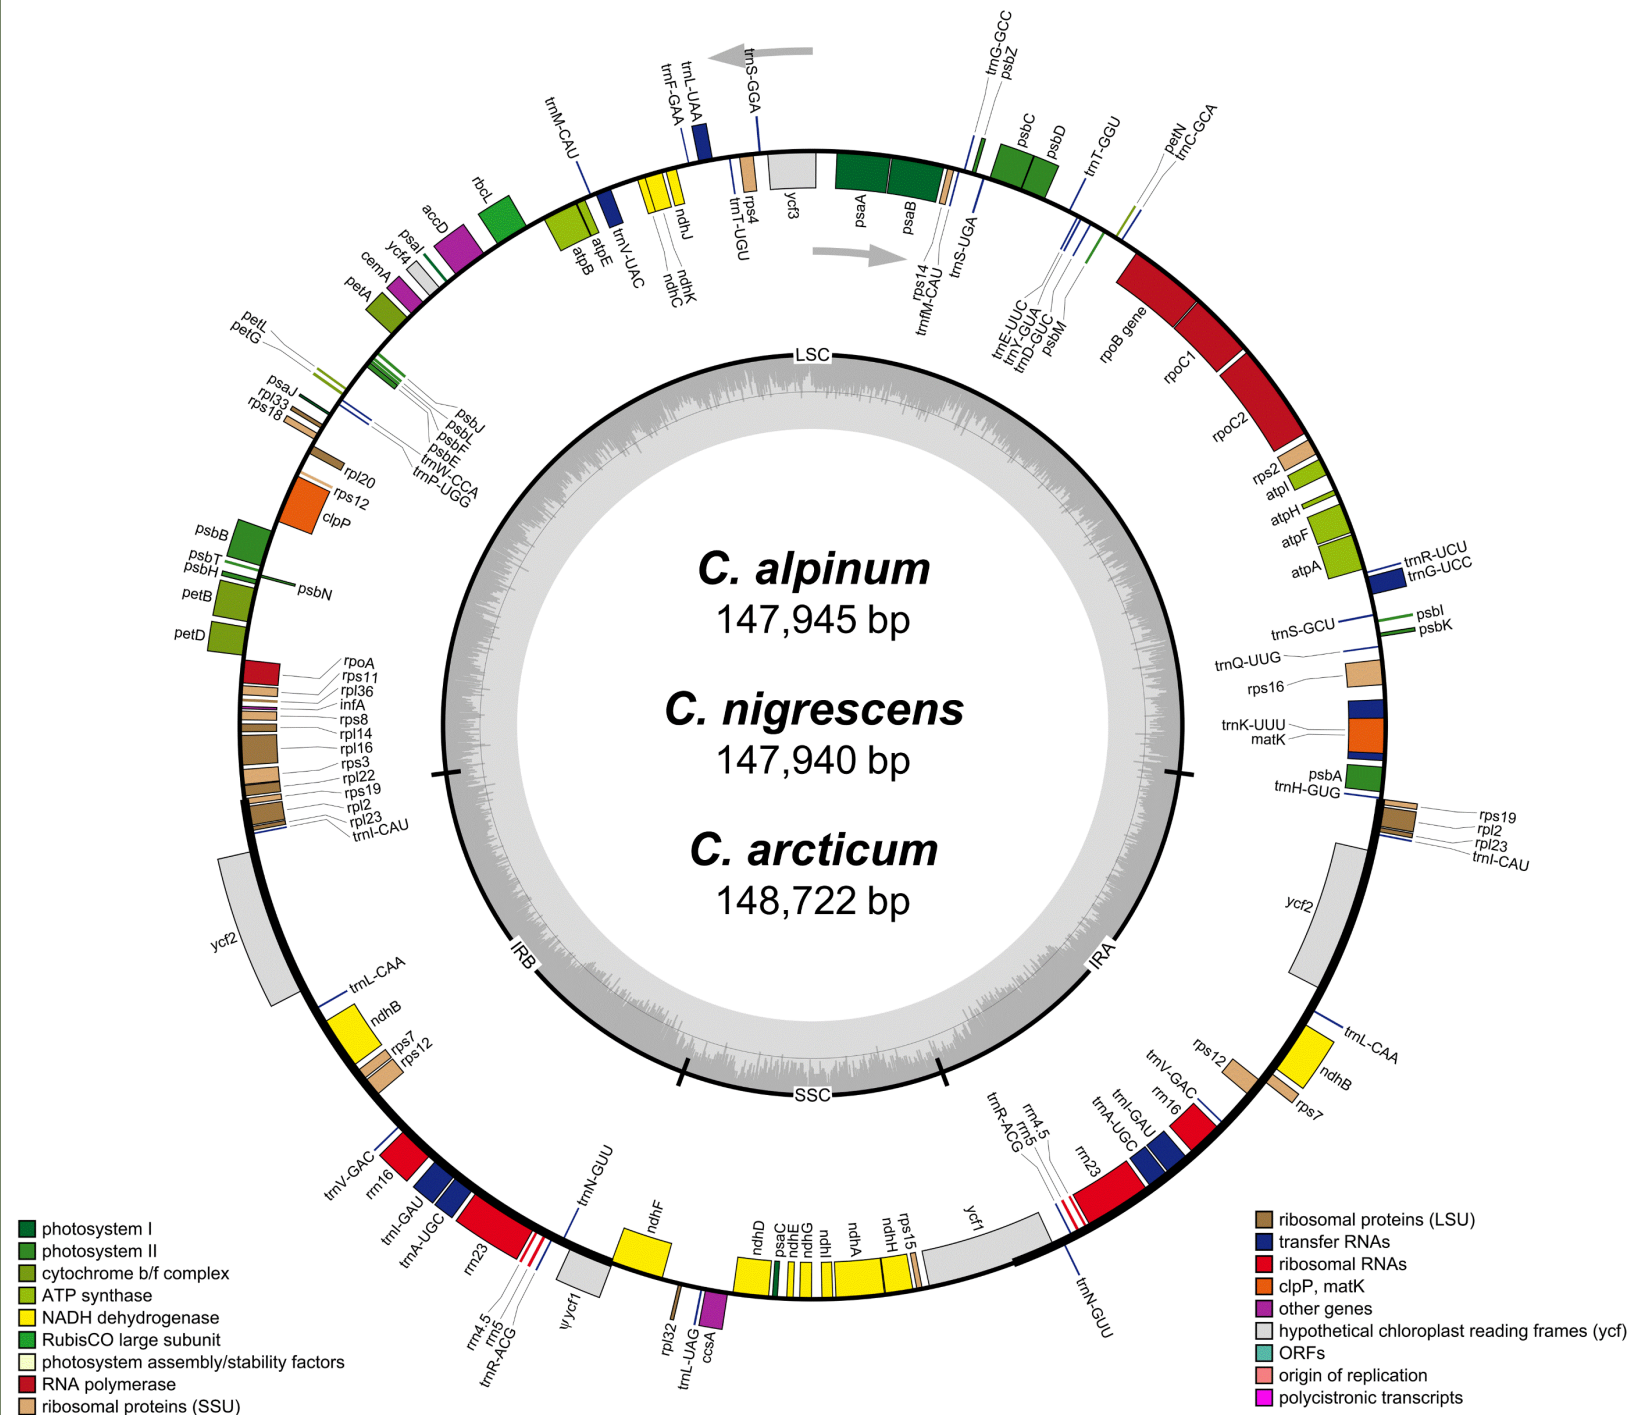 trnG-GCC
psbZ
trnS-GGA
trnL-UAA
trnF-GAA
trnM-CAU
psbC
psbD
trnT-GGU
petN
trnC-GCA
rbcL
accD
psaI
ycf4
cemA
petA
petL
petG
psaJ
rpl33
rps18
psbB
psbT
psbH
petB
petD
atpB
atpE
trnV-UAC
ndhC
ndhK
ndhJ
trnT-UGU
rps4
ycf3
psaA
psaB
rps14
trnfM-CAU
trnS-UGA
trnE-UUC
trnY-GUA
trnD-GUC
psbM
rpoB gene
rpoC1
rpoC2
rps2
atpI
atpH
atpF
atpA
trnR-UCU
trnG-UCC
psbI
psbK
trnS-GCU
trnQ-UUG
rps16
trnK-UUU
matK
psbA
trnH-GUG
rps19
rpl2
rpl23
trnI-CAU
psbJ
psbL
psbF
psbE
trnW-CCA
trnP-UGG
rpl20
rps12
clpP
psbN
rpoA
rps11
rpl36
infA
rps8
rpl14
rpl16
rps3
rpl22
rps19
rpl2
rpl23
trnI-CAU
LSC
C. alpinum
147,945 bp
C. nigrescens
147,940 bp
C. arcticum
148,722 bp
IRB
IRA
SSC
ycf2
trnL-CAA
ndhB
rps7
rps12
trnV-GAC
rrn16
trnI-GAU
trnA-UGC
rrn23
rrn4.5
rrn5
trnR-ACG
trnN-GUU
ψycf1
ndhF
rpl32
trnL-UAG
ccsA
ndhD
psaC
ndhE
ndhG
ndhI
ndhA
ndhH
rps15
ycf1
trnN-GUU
trnR-ACG
rrn5
rrn4.5
rrn23
trnA-UGC
trnI-GAU
rrn16
trnV-GAC
rps12
rps7
ndhB
trnL-CAA
ycf2
photosystem I
photosystem II
cytochrome b/f complex
ATP synthase
NADH dehydrogenase
RubisCO large subunit
photosystem assembly/stability factors
RNA polymerase
ribosomal proteins (SSU)
ribosomal proteins (LSU)
transfer RNAs
ribosomal RNAs
clpP, matK
other genes
hypothetical chloroplast reading frames (ycf)
ORFs
origin of replication
polycistronic transcripts